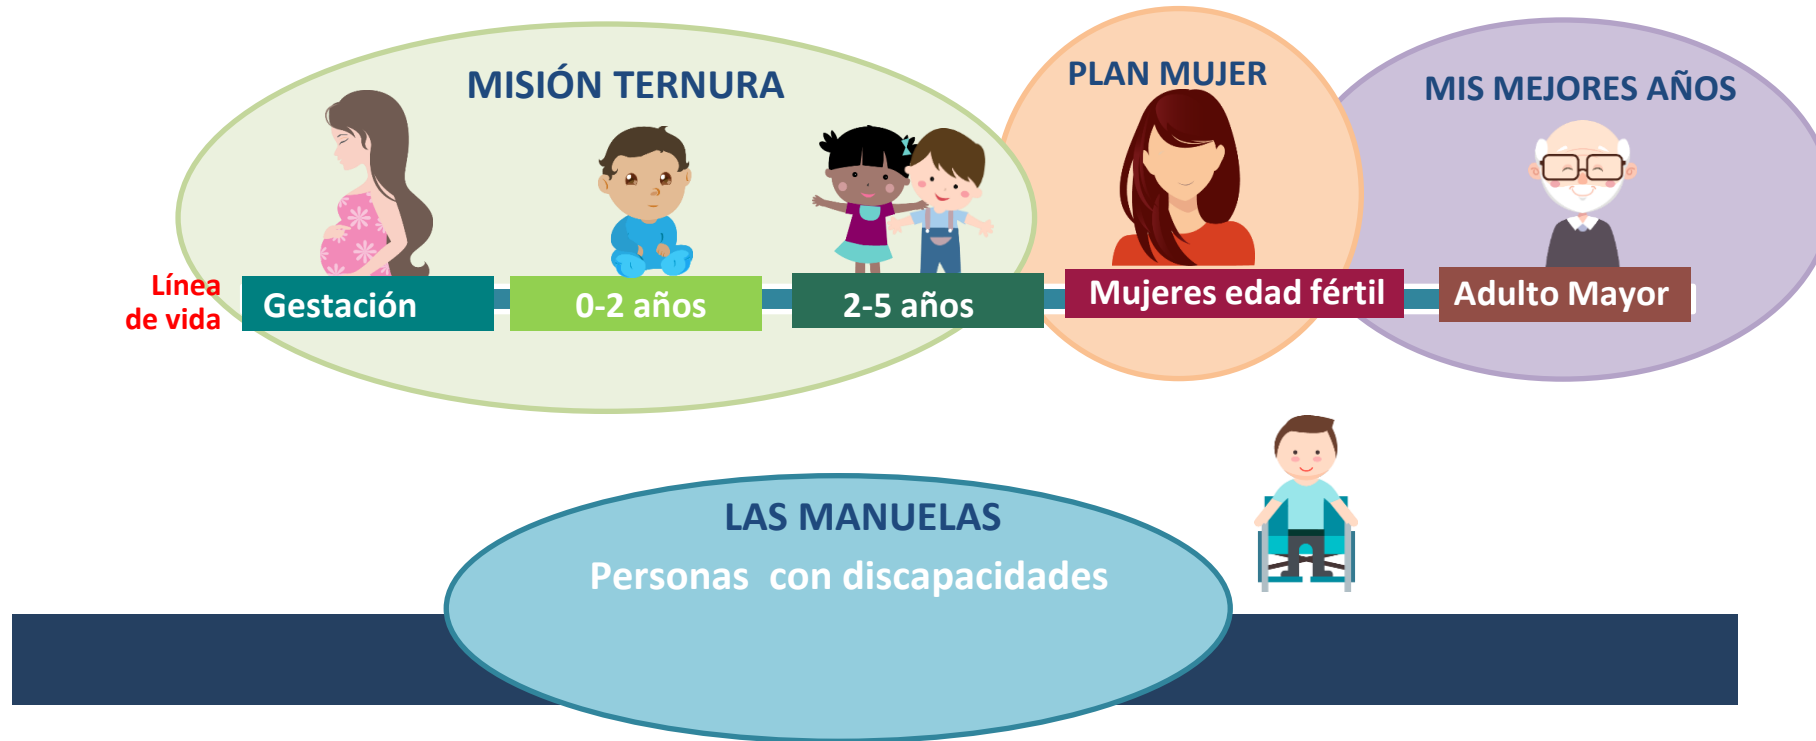 MISIÓN TERNURA
PLAN MUJER
MIS MEJORES AÑOS
Línea
de vida
Gestación
0-2 años
2-5 años
Mujeres edad fértil
Adulto Mayor
LAS MANUELAS
Personas con discapacidades